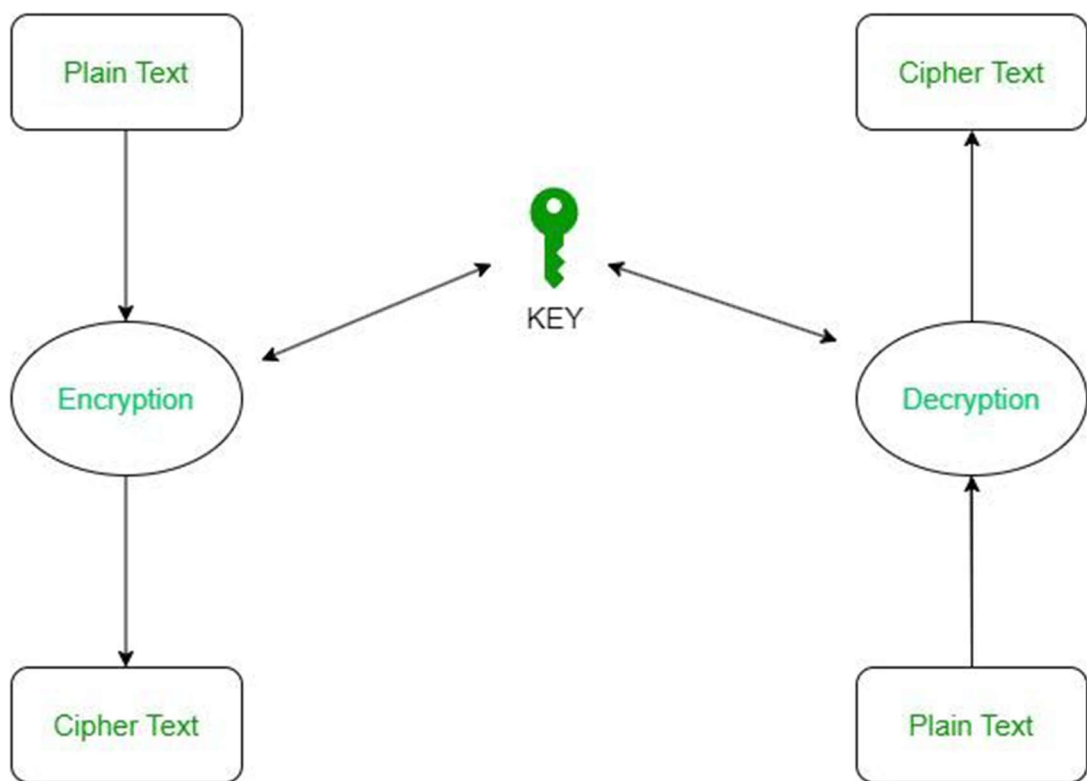 Plain Text
Cipher Text
KEY
Encryption
Decryption
Cipher Text
Plain Text